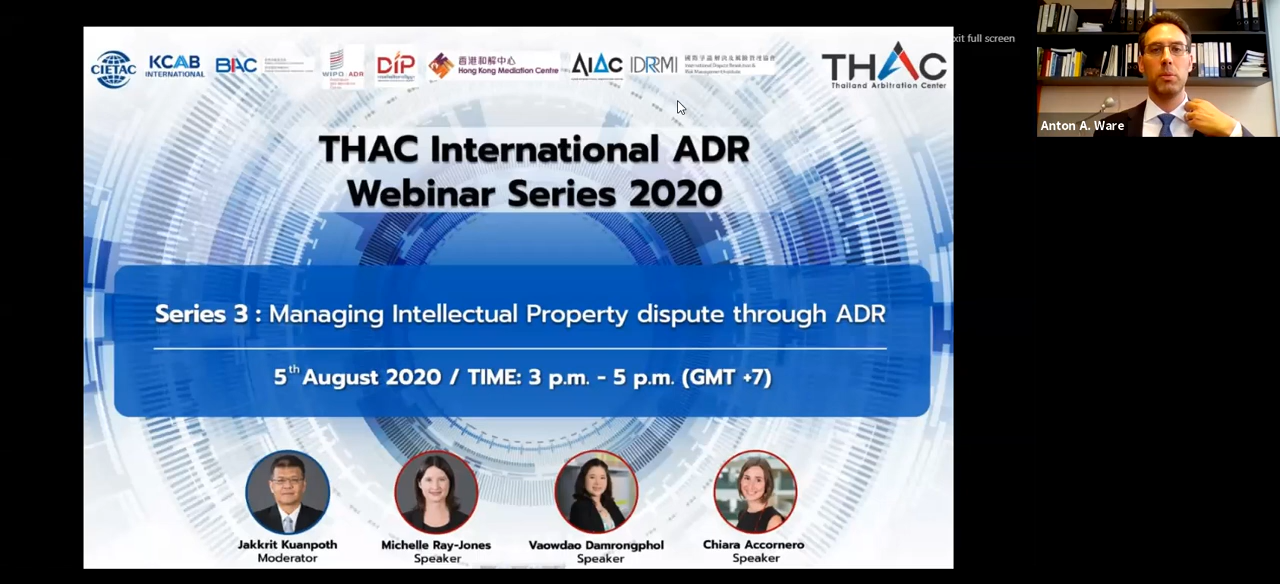 CIETAC
KCAB
INTERNATIONAL
BIAC
WIPO | ADR
DIP
香港和解中心
Hong Kong Mediation Centre
AIAC
IDRRMI
THAC
Thailand Arbitration Center
exit full screen
Anton A. Ware
THAC International ADR
Webinar Series 2020
Series 3 : Managing Intellectual Property dispute through ADR
5th August 2020 / TIME: 3 p.m. - 5 p.m. (GMT +7)
Jakkrit Kuanpoth
Moderator
Michelle Ray-Jones
Speaker
Vaowdao Damrongphol
Speaker
Chiara Accornero
Speaker